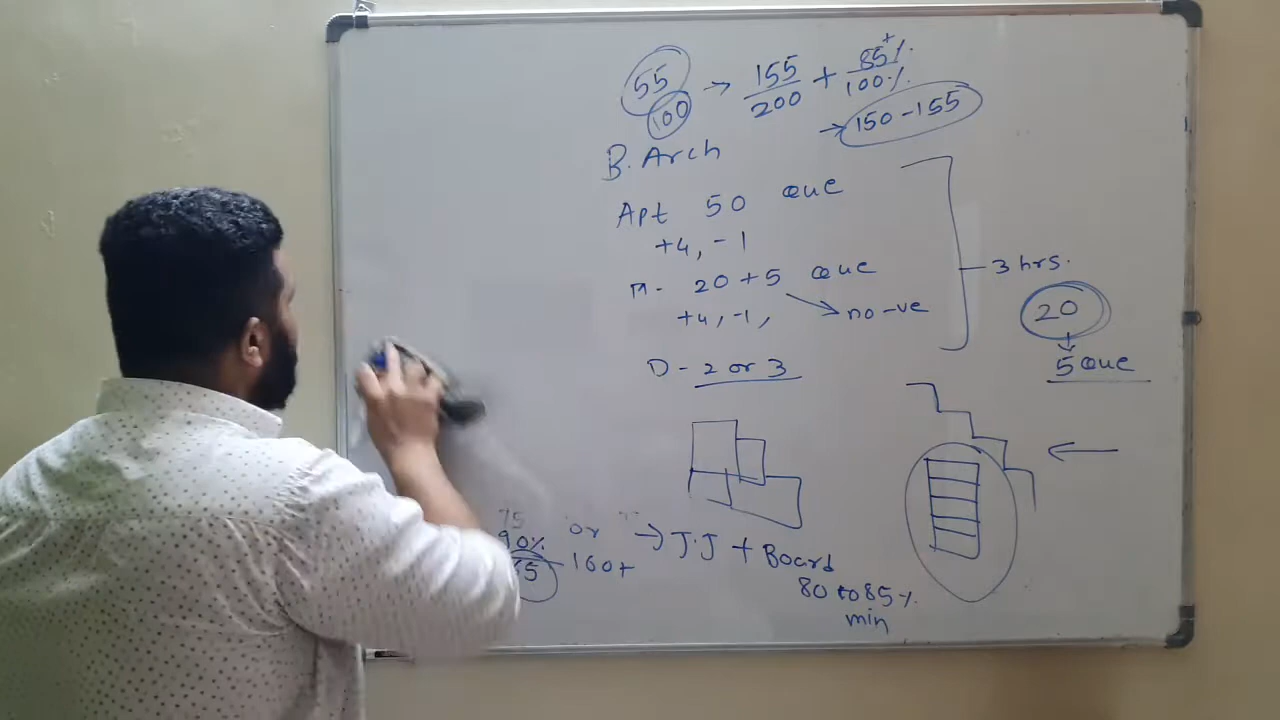 55 → 155/200 + 85+%/100%
100
→ 150-155
B. Arch
Apt 50 que
+4, -1
M- 20+5 que
+4, -1, → no -ve
3 hrs.
20
↓
5 que
D - 2 or 3
75
90% or 160+ → J.J + Board
80 to 85%
min